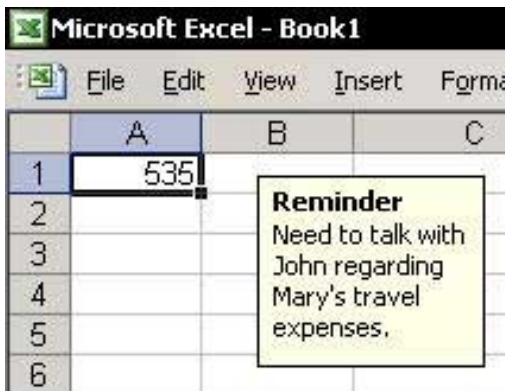 Microsoft Excel - Book1
File Edit View Insert Forma
A B C
1 535
2
3
4
5
6
Reminder
Need to talk with
John regarding
Mary's travel
expenses.